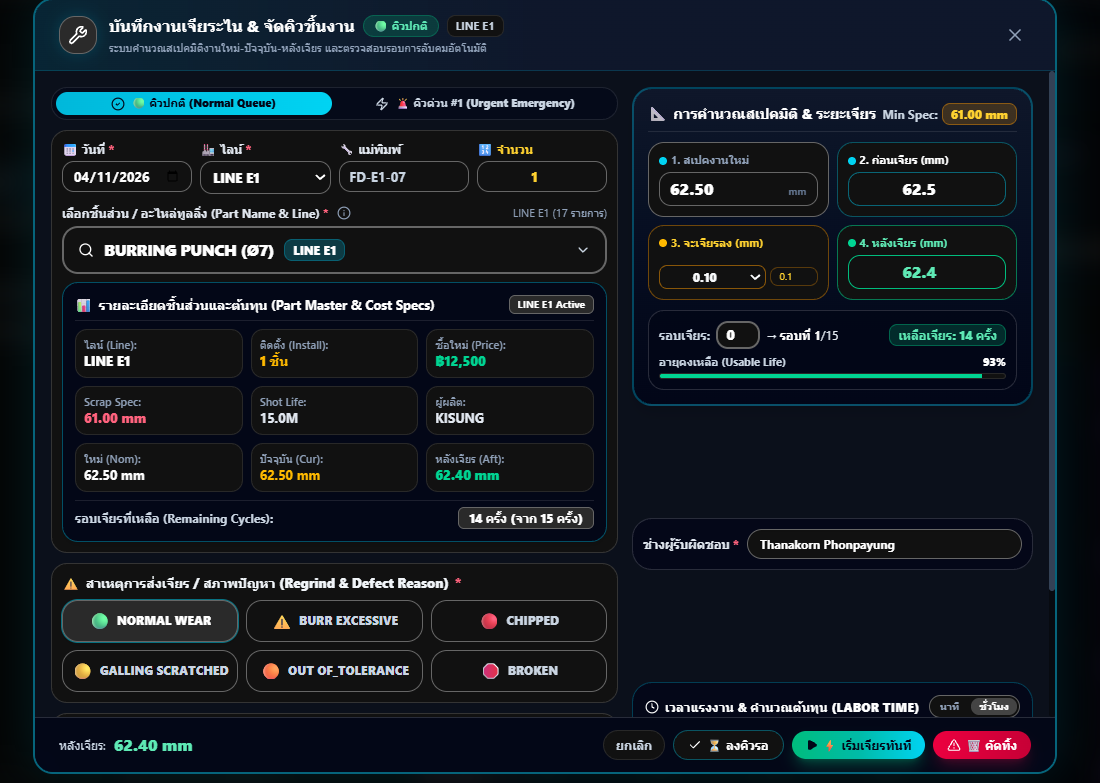 บันทึกงานเจียระไน & จัดคิวชิ้นงาน
คิวปกติ
LINE E1
ระบบคำนวณสเปคมิติงานใหม่-ปัจจุบัน-หลังเจียร และตรวจสอบรอบการลับคมอัตโนมัติ
คิวปกติ (Normal Queue)
คิวด่วน #1 (Urgent Emergency)
วันที่ *
ไลน์ *
แม่พิมพ์
จำนวน
04/11/2026
LINE E1
FD-E1-07
1
เลือกชิ้นส่วน / อะไหล่ทูลลิ่ง (Part Name & Line) *
LINE E1 (17 รายการ)
BURRING PUNCH (Ø7)
LINE E1
รายละเอียดชิ้นส่วนและต้นทุน (Part Master & Cost Specs)
LINE E1 Active
ไลน์ (Line):
LINE E1
ติดตั้ง (Install):
1 ชิ้น
ซื้อใหม่ (Price):
฿12,500
Scrap Spec:
61.00 mm
Shot Life:
15.0M
ผู้ผลิต:
KISUNG
ใหม่ (Nom):
62.50 mm
ปัจจุบัน (Cur):
62.50 mm
หลังเจียร (Aft):
62.40 mm
รอบเจียรที่เหลือ (Remaining Cycles):
14 ครั้ง (จาก 15 ครั้ง)
สาเหตุการส่งเจียร / สภาพปัญหา (Regrind & Defect Reason) *
NORMAL WEAR
BURR EXCESSIVE
CHIPPED
GALLING SCRATCHED
OUT OF_TOLERANCE
BROKEN
การคำนวณสเปคมิติ & ระยะเจียร
Min Spec:
61.00 mm
1. สเปคงานใหม่
62.50
mm
2. ก่อนเจียร (mm)
62.5
3. จะเจียรลง (mm)
0.10
0.1
4. หลังเจียร (mm)
62.4
รอบเจียร:
0
→ รอบที่ 1/15
เหลือเจียร: 14 ครั้ง
อายุคงเหลือ (Usable Life)
93%
ช่างผู้รับผิดชอบ *
Thanakorn Phonpayung
เวลาแรงงาน & คำนวณต้นทุน (LABOR TIME)
นาที
ชั่วโมง
หลังเจียร: 62.40 mm
ยกเลิก
ลงคิวรอ
เริ่มเจียรทันที
คัดทิ้ง